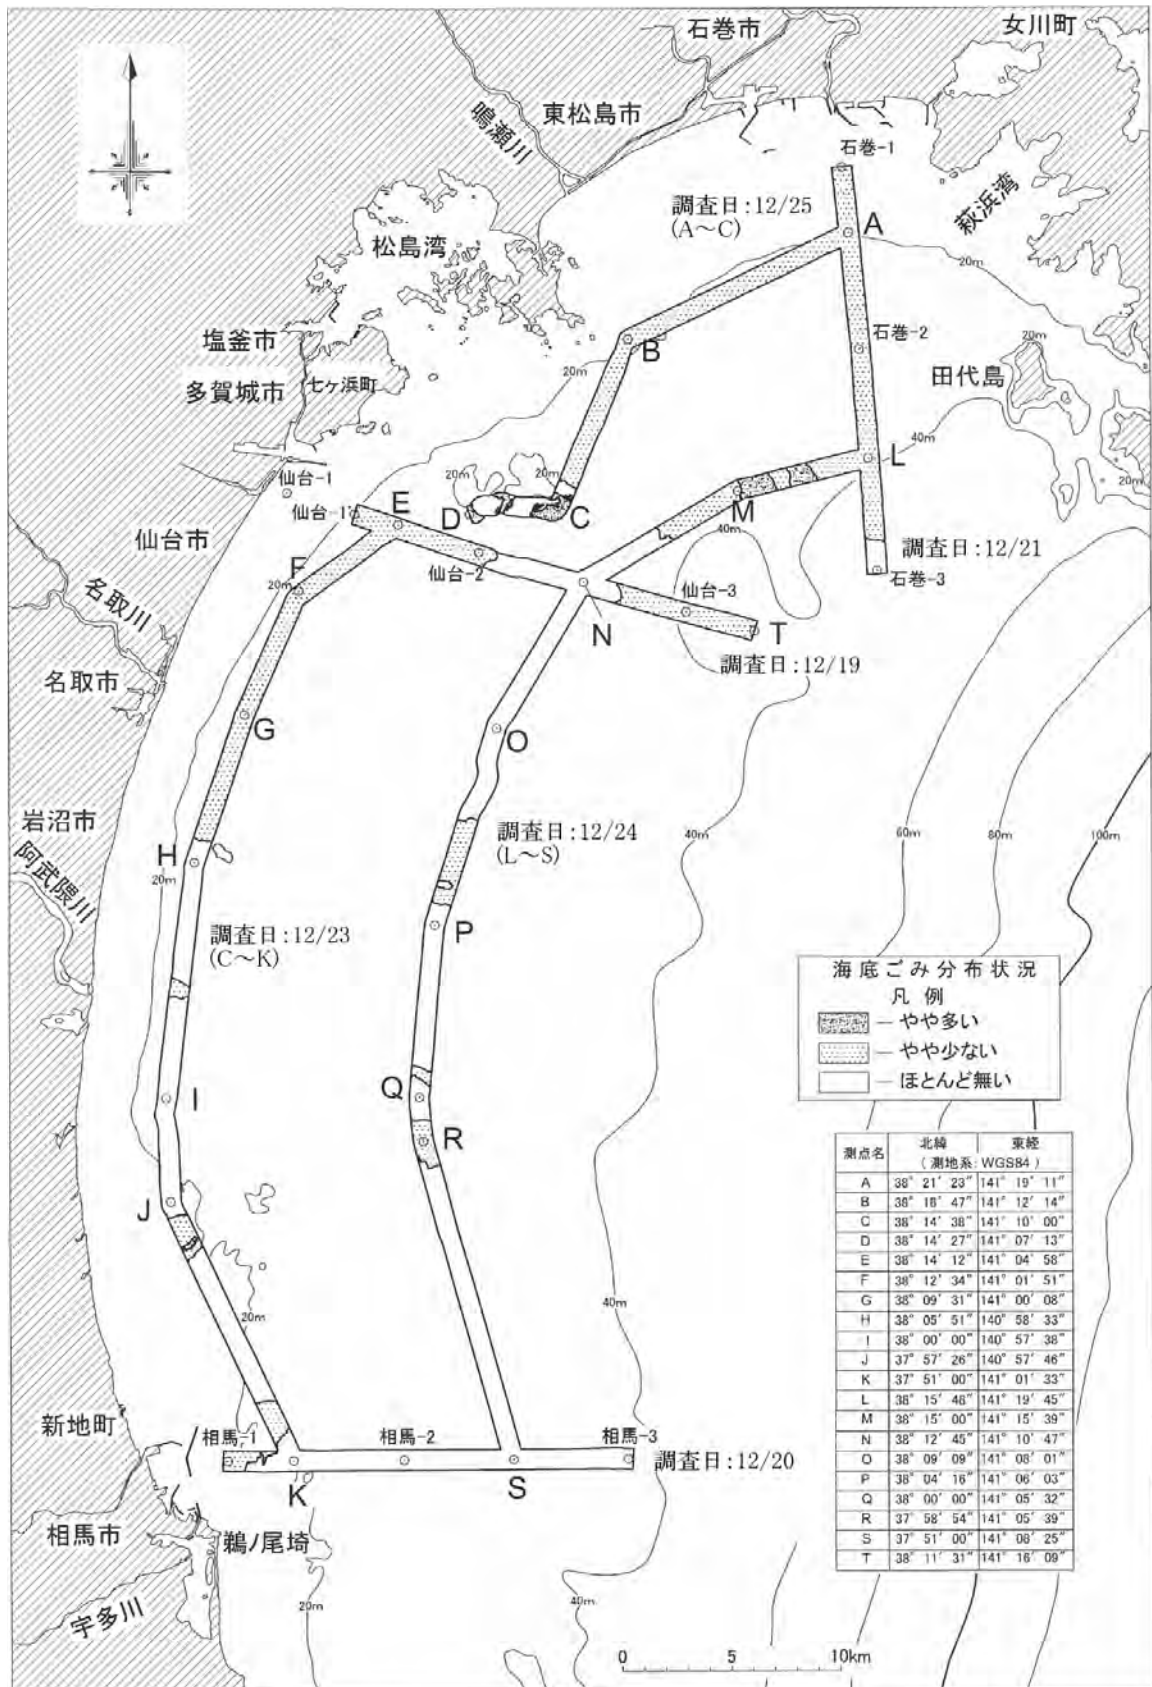 石巻市
女川町
東松島市
鳴瀬川
石巻-1
萩浜湾
調査日:12/25
(A～C)
A
松島湾
20m
塩釜市
石巻-2
20m
B
七ヶ浜町
多賀城市
20m
田代島
40m
L
20m
20m
20m
仙台-1
仙台-1
E
D
C
M
40m
仙台市
調査日:12/21
仙台-2
石巻-3
F
20m
仙台-3
名取川
N
T
調査日:12/19
名取市
G
O
岩沼市
調査日:12/24
(L～S)
40m
60m
80m
100m
H
阿武隈川
20m
P
調査日:12/23
(C～K)
海底ごみ分布状況
凡例
やや多い
やや少ない
ほとんど無い
Q
I
R
J
測点名 北緯 東経
(測地系:WGS84)
A 38° 21′ 23″ 141° 19′ 11″
B 38° 18′ 47″ 141° 12′ 14″
C 38° 14′ 38″ 141° 10′ 00″
D 38° 14′ 27″ 141° 07′ 13″
E 38° 14′ 12″ 141° 04′ 58″
F 38° 12′ 34″ 141° 01′ 51″
G 38° 09′ 31″ 141° 00′ 08″
H 38° 05′ 51″ 140° 58′ 33″
I 38° 00′ 00″ 140° 57′ 38″
J 37° 57′ 26″ 140° 57′ 46″
K 37° 51′ 00″ 141° 01′ 33″
L 38° 15′ 48″ 141° 19′ 45″
M 38° 15′ 00″ 141° 15′ 39″
N 38° 12′ 45″ 141° 10′ 47″
O 38° 09′ 09″ 141° 08′ 01″
P 38° 04′ 16″ 141° 06′ 03″
Q 38° 00′ 00″ 141° 05′ 32″
R 37° 58′ 54″ 141° 05′ 39″
S 37° 51′ 00″ 141° 08′ 25″
T 38° 11′ 31″ 141° 16′ 09″
40m
20m
新地町
相馬-1
相馬-2
相馬-3
調査日:12/20
K
S
相馬市
鵜ノ尾埼
宇多川
20m
40m
0 5 10km